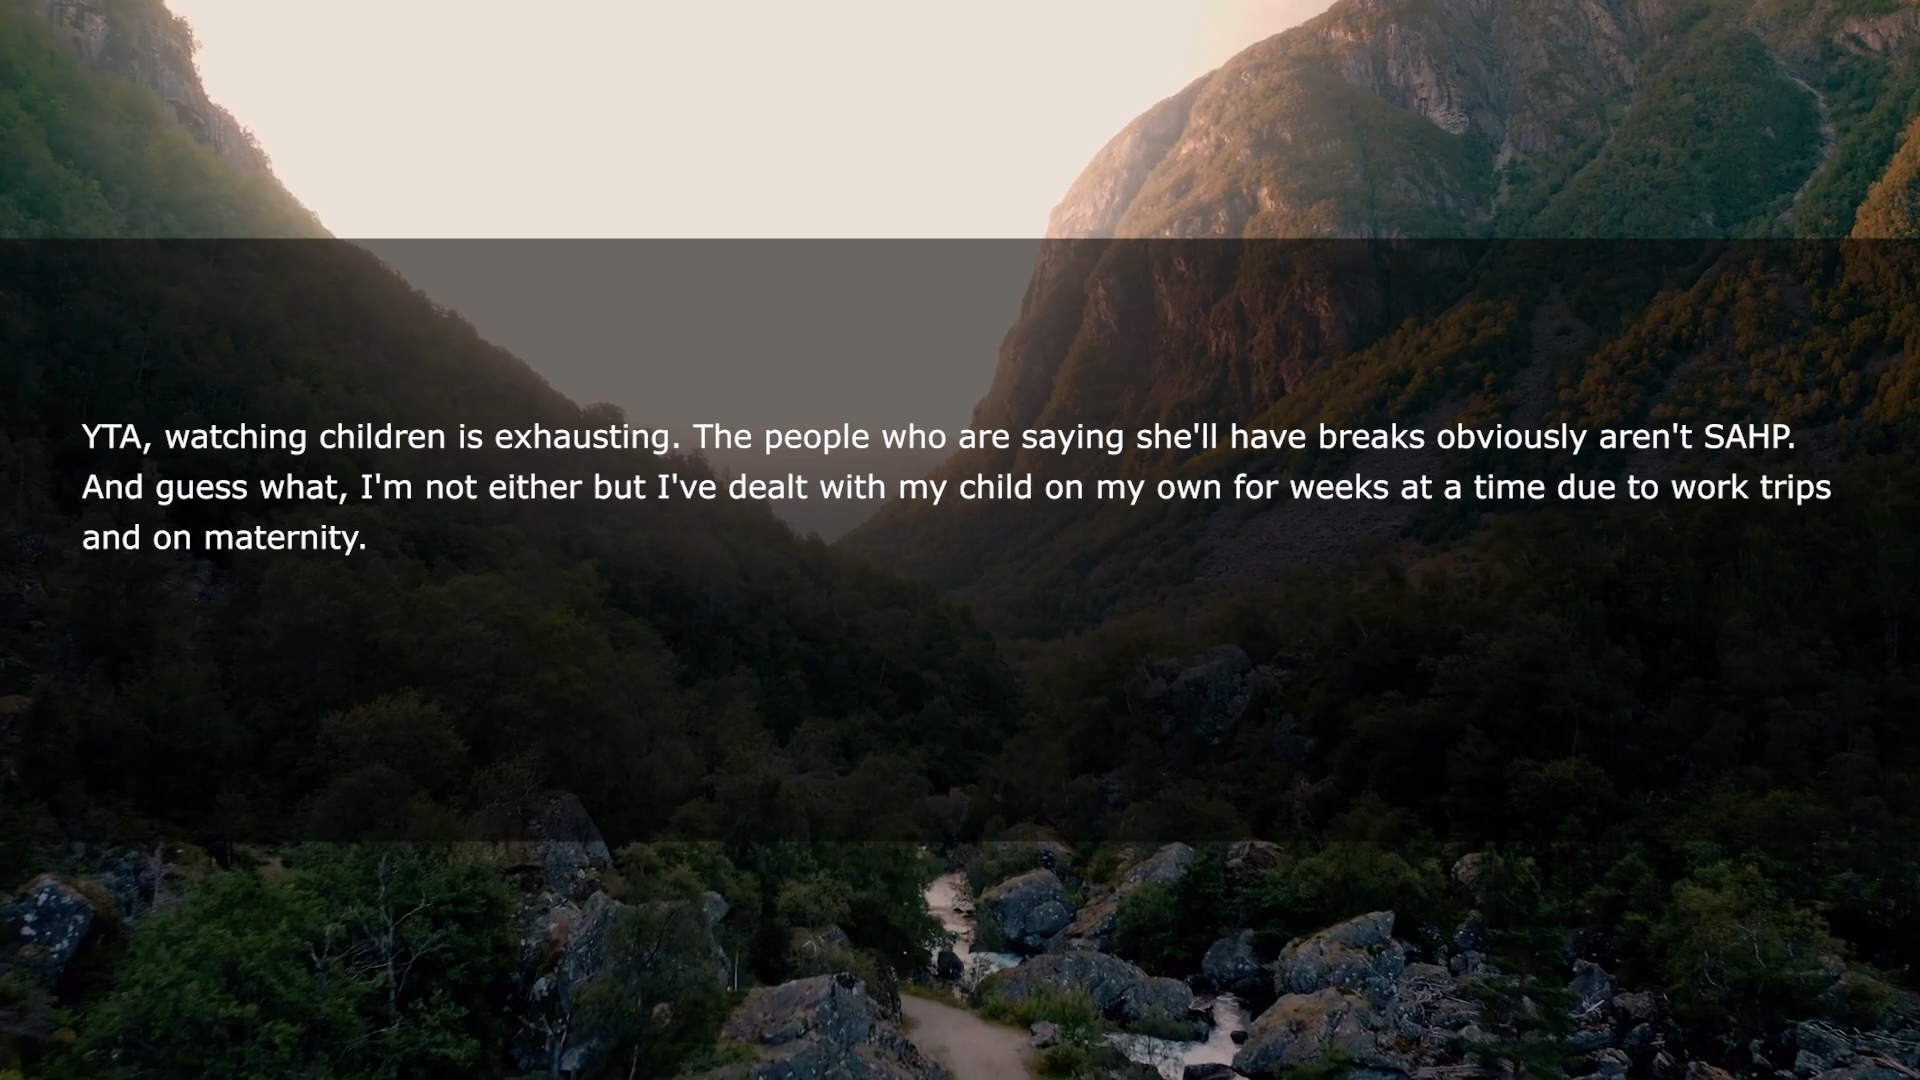 YTA, watching children is exhausting. The people who are saying she'll have breaks obviously aren't SAHP.
And guess what, I'm not either but I've dealt with my child on my own for weeks at a time due to work trips
and on maternity.